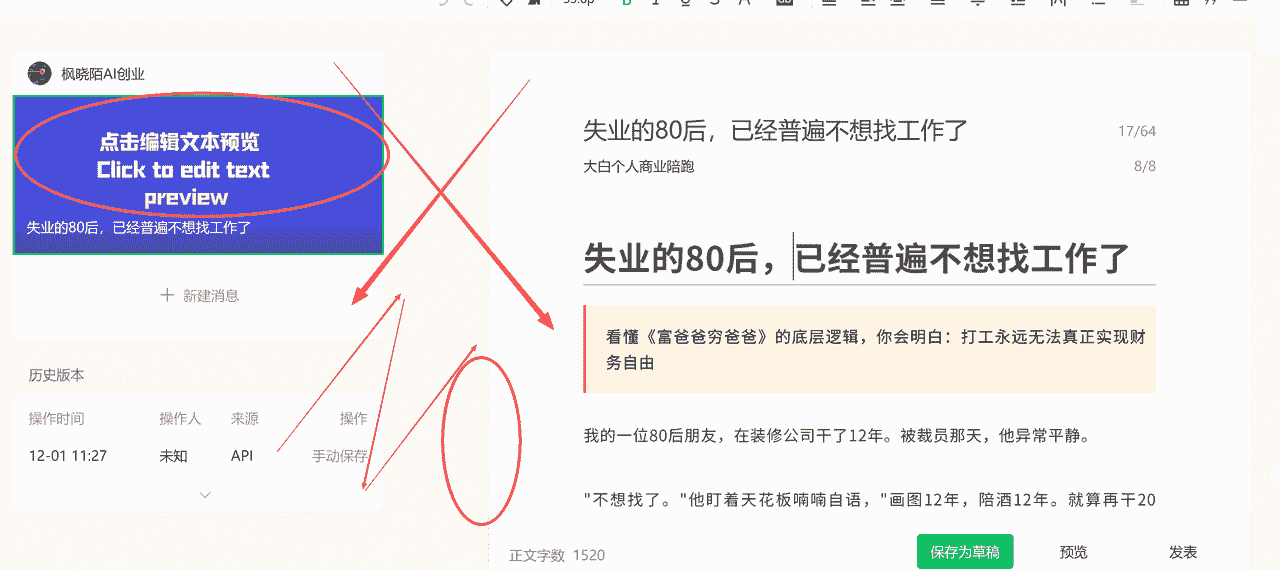 枫晓陌AI创业
点击编辑文本预览
Click to edit text
preview
失业的80后，已经普遍不想找工作了
新建消息
历史版本
操作时间 操作人 来源 操作
12-01 11:27 未知 API 手动保存
失业的80后，已经普遍不想找工作了 17/64
大白个人商业陪跑 8/8
失业的80后，已经普遍不想找工作了
看懂《富爸爸穷爸爸》的底层逻辑，你会明白：打工永远无法真正实现财
务自由
我的一位80后朋友，在装修公司干了12年。被裁员那天，他异常平静。
"不想找了。"他盯着天花板喃喃自语，"画图12年，陪酒12年。就算再干20
正文字数 1520 保存为草稿 预览 发表